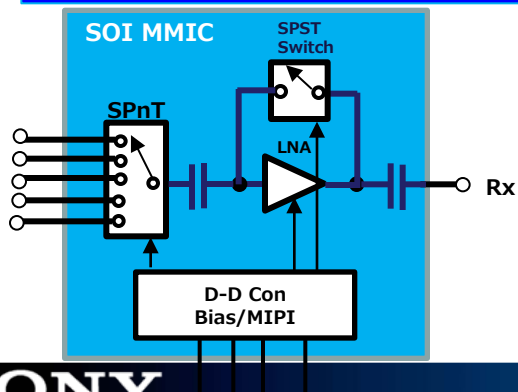 SOI MMIC
SPST
Switch
SPnT
LNA
Rx
D-D Con
Bias/MIPI